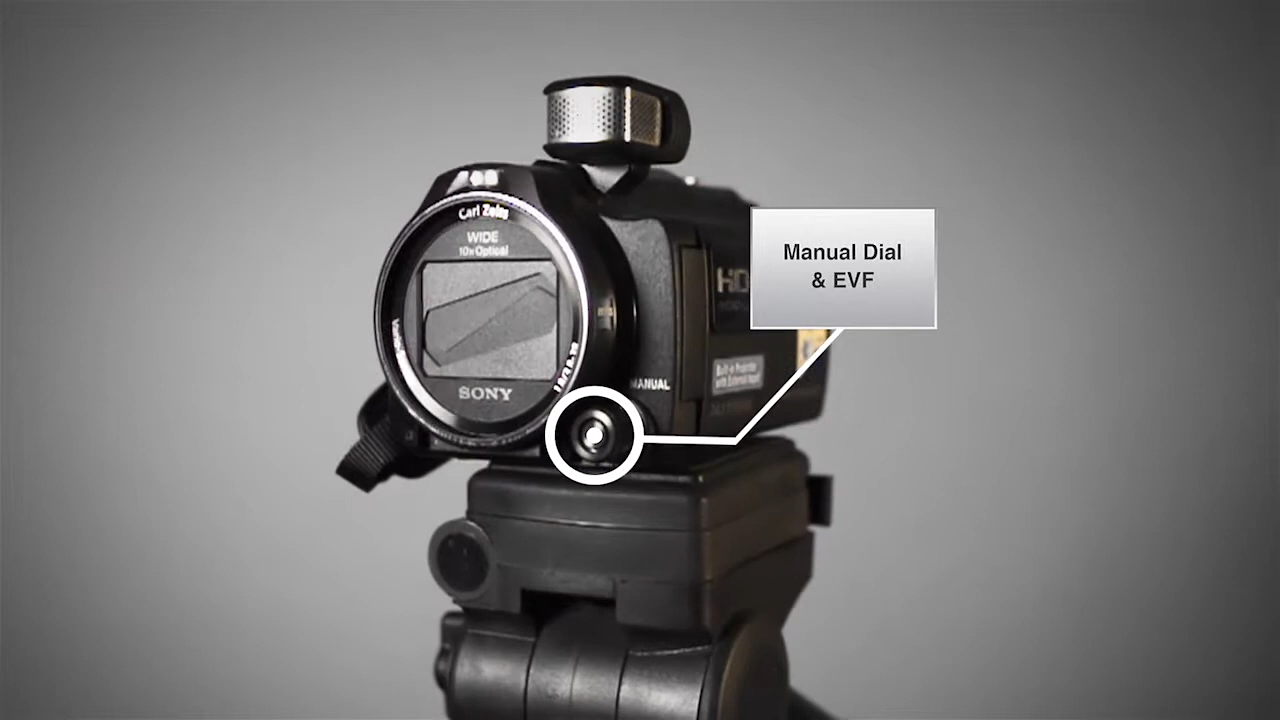 Carl Zeiss
WIDE
10x Optical
SONY
MANUAL
HD
Manual Dial
& EVF
Built-in Projector
with External Input